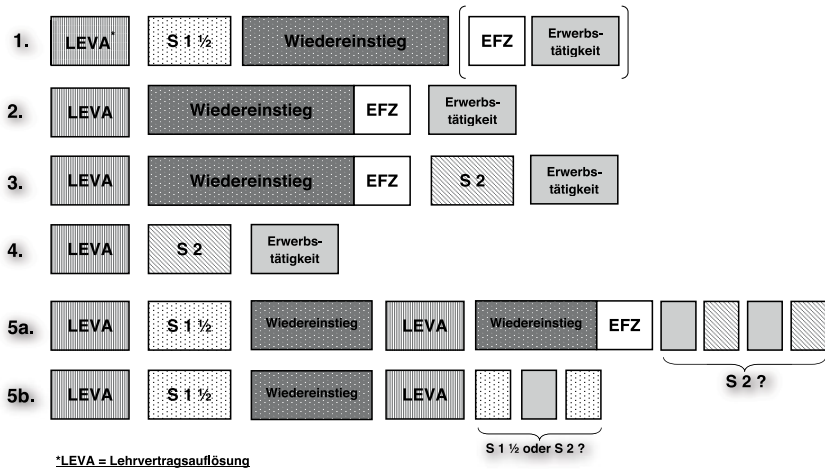 1. LEVA* S 1 ½ Wiedereinstieg EFZ Erwerbs-
tätigkeit
2. LEVA Wiedereinstieg EFZ Erwerbs-
tätigkeit
3. LEVA Wiedereinstieg EFZ S 2 Erwerbs-
tätigkeit
4. LEVA S 2 Erwerbs-
tätigkeit
5a. LEVA S 1 ½ Wiedereinstieg LEVA Wiedereinstieg EFZ
S 2 ?
5b. LEVA S 1 ½ Wiedereinstieg LEVA
S 1 ½ oder S 2 ?
*LEVA = Lehrvertragsauflösung